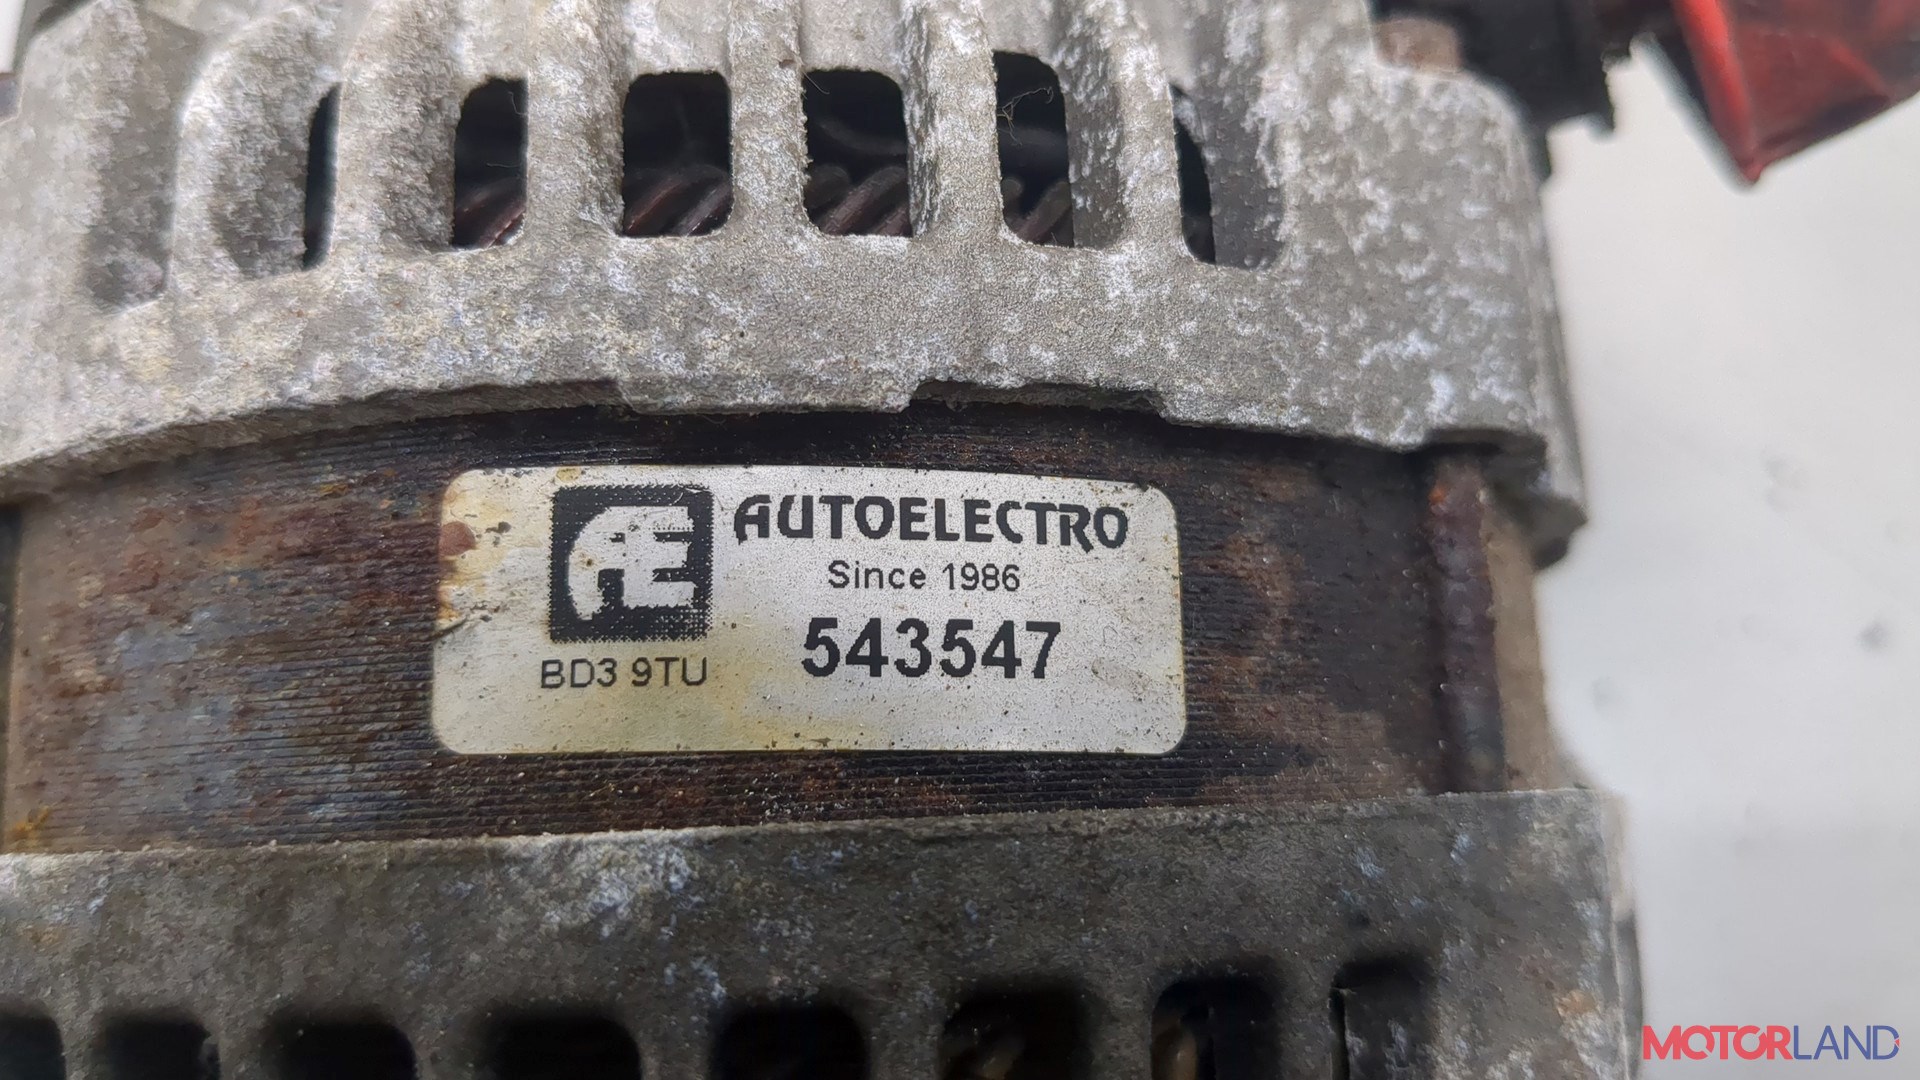 AE
AUTOELECTRO
Since 1986
BD3 9TU
543547
MOTORLAND